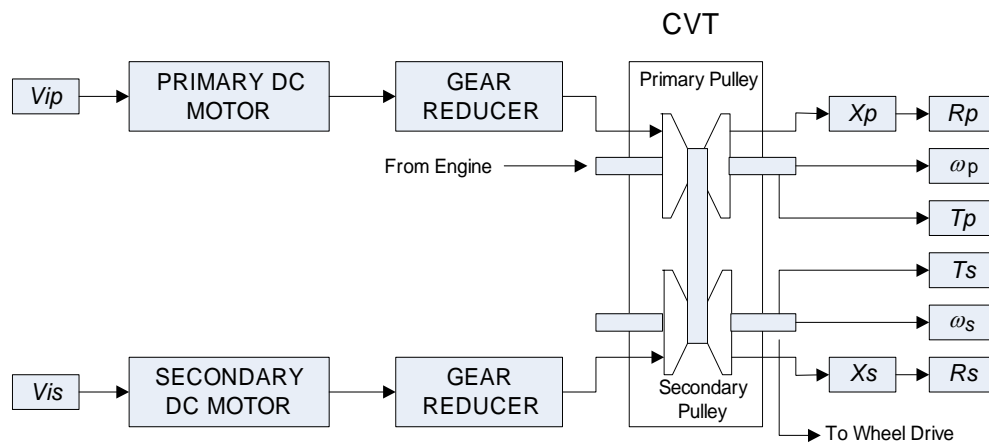 CVT
Vip
PRIMARY DC
MOTOR
GEAR
REDUCER
Primary Pulley
Xp
Rp
From Engine
ωp
Tp
Ts
ωs
Vis
SECONDARY
DC MOTOR
GEAR
REDUCER
Secondary
Pulley
Xs
Rs
To Wheel Drive